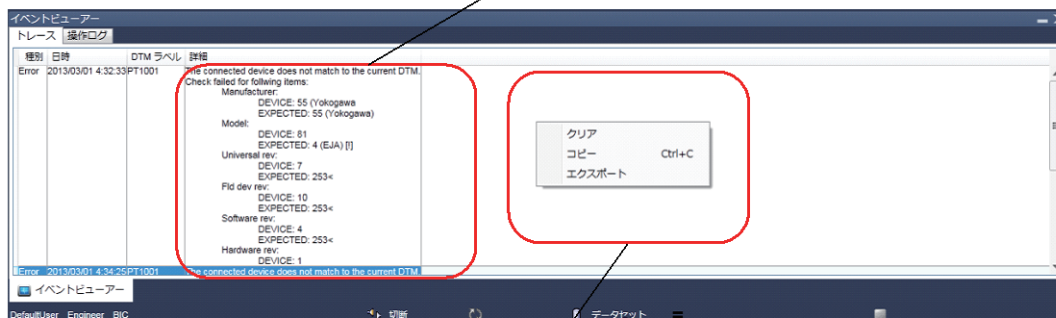 イベントビューアー
トレース 操作ログ
種別 日時 DTM ラベル 詳細
Error 2013/03/01 4:32:33 PT1001 The connected device does not match to the current DTM.
Check failed for follwing items:
Manufacturer:
DEVICE: 55 (Yokogawa
EXPECTED: 55 (Yokogawa)
Model:
DEVICE: 81
EXPECTED: 4 (EJA) [!]
Universal rev:
DEVICE: 7
EXPECTED: 253<
Fld dev rev:
DEVICE: 10
EXPECTED: 253<
Software rev:
DEVICE: 4
EXPECTED: 253<
Hardware rev:
DEVICE: 1
Error 2013/03/01 4:34:25 PT1001 The connected device does not match to the current DTM.
クリア
コピー Ctrl+C
エクスポート
イベントビューアー
DefaultUser Engineer BIC 切断 データセット